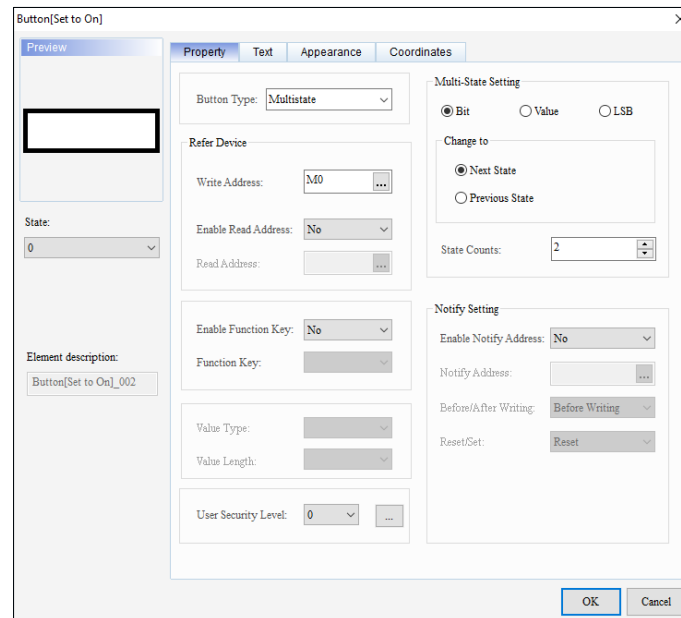 Button[Set to On]
Preview
State:
0
Element description:
Button[Set to On]_002
Property Text Appearance Coordinates
Button Type: Multistate
Refer Device
Write Address: M0 ...
Enable Read Address: No
Read Address: ...
Enable Function Key: No
Function Key:
Value Type:
Value Length:
User Security Level: 0 ...
Multi-State Setting
Bit Value LSB
Change to
Next State
Previous State
State Counts: 2
Notify Setting
Enable Notify Address: No
Notify Address: ...
Before/After Writing: Before Writing
Reset/Set: Reset
OK Cancel